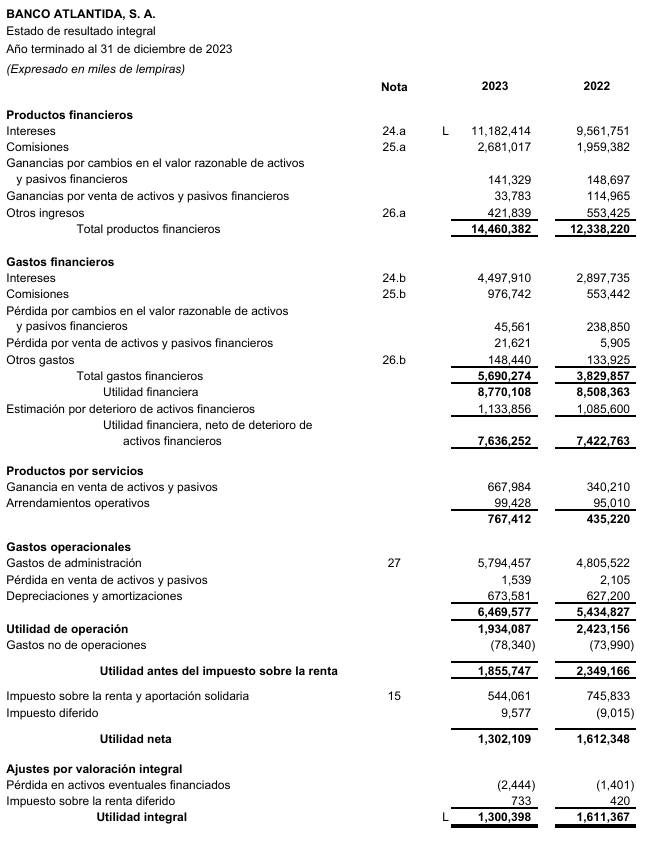 BANCO ATLANTIDA, S. A.
Estado de resultado integral
Año terminado al 31 de diciembre de 2023
(Expresado en miles de lempiras)
Nota 2023 2022
Productos financieros
Intereses 24.a L 11,182,414 9,561,751
Comisiones 25.a 2,681,017 1,959,382
Ganancias por cambios en el valor razonable de activos
y pasivos financieros 141,329 148,697
Ganancias por venta de activos y pasivos financieros 33,783 114,965
Otros ingresos 26.a 421,839 553,425
Total productos financieros 14,460,382 12,338,220
Gastos financieros
Intereses 24.b 4,497,910 2,897,735
Comisiones 25.b 976,742 553,442
Pérdida por cambios en el valor razonable de activos
y pasivos financieros 45,561 238,850
Pérdida por venta de activos y pasivos financieros 21,621 5,905
Otros gastos 26.b 148,440 133,925
Total gastos financieros 5,690,274 3,829,857
Utilidad financiera 8,770,108 8,508,363
Estimación por deterioro de activos financieros 1,133,856 1,085,600
Utilidad financiera, neto de deterioro de
activos financieros 7,636,252 7,422,763
Productos por servicios
Ganancia en venta de activos y pasivos 667,984 340,210
Arrendamientos operativos 99,428 95,010
767,412 435,220
Gastos operacionales
Gastos de administración 27 5,794,457 4,805,522
Pérdida en venta de activos y pasivos 1,539 2,105
Depreciaciones y amortizaciones 673,581 627,200
6,469,577 5,434,827
Utilidad de operación 1,934,087 2,423,156
Gastos no de operaciones (78,340) (73,990)
Utilidad antes del impuesto sobre la renta 1,855,747 2,349,166
Impuesto sobre la renta y aportación solidaria 15 544,061 745,833
Impuesto diferido 9,577 (9,015)
Utilidad neta 1,302,109 1,612,348
Ajustes por valoración integral
Pérdida en activos eventuales financiados (2,444) (1,401)
Impuesto sobre la renta diferido 733 420
Utilidad integral L 1,300,398 1,611,367